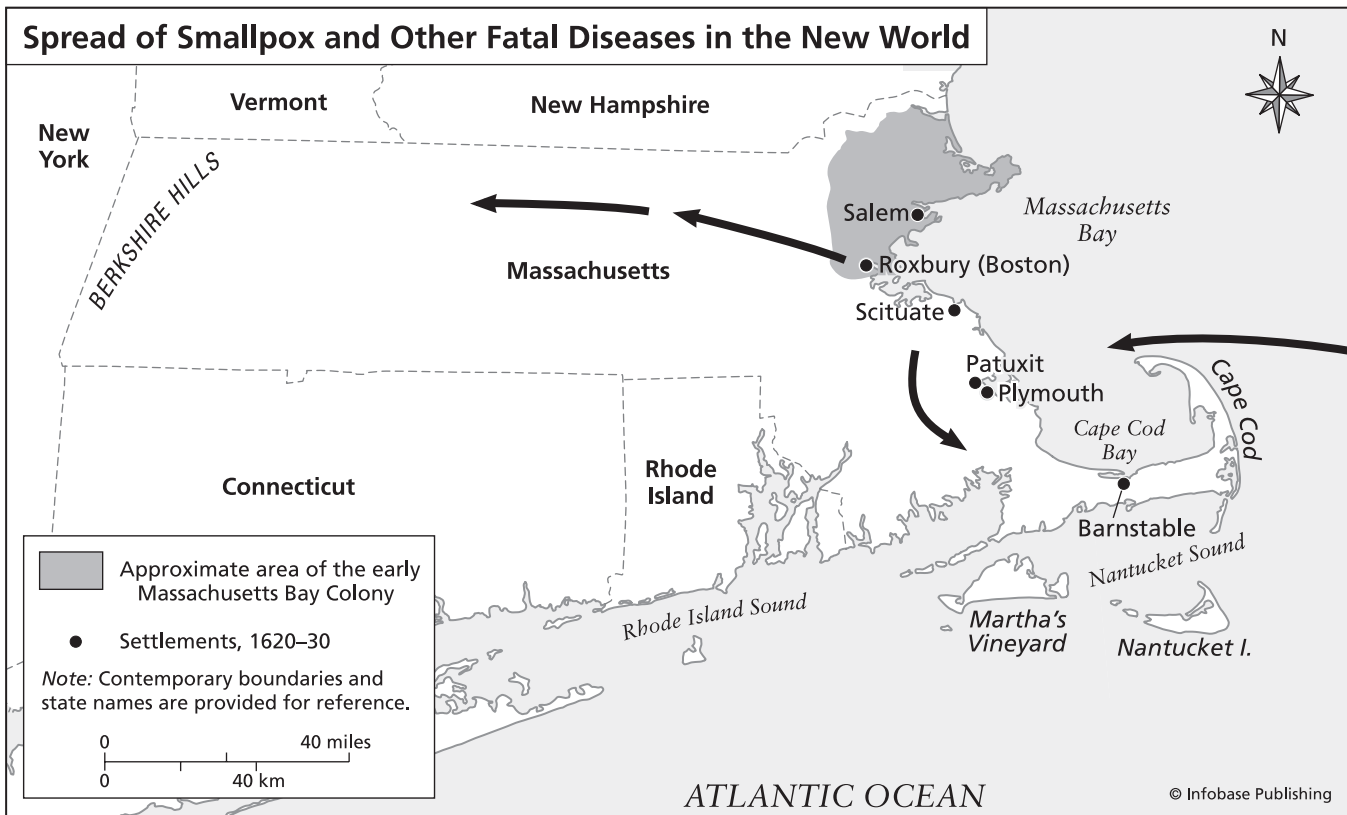 Spread of Smallpox and Other Fatal Diseases in the New World
N
Vermont
New Hampshire
New
York
BERKSHIRE HILLS
Salem
Massachusetts
Bay
Massachusetts
Roxbury (Boston)
Scituate
Patuxit
Plymouth
Cape Cod
Cape Cod
Bay
Connecticut
Rhode
Island
Barnstable
Nantucket Sound
Rhode Island Sound
Martha's
Vineyard
Nantucket I.
Approximate area of the early
Massachusetts Bay Colony
Settlements, 1620–30
Note: Contemporary boundaries and
state names are provided for reference.
0 40 miles
0 40 km
ATLANTIC OCEAN
© Infobase Publishing